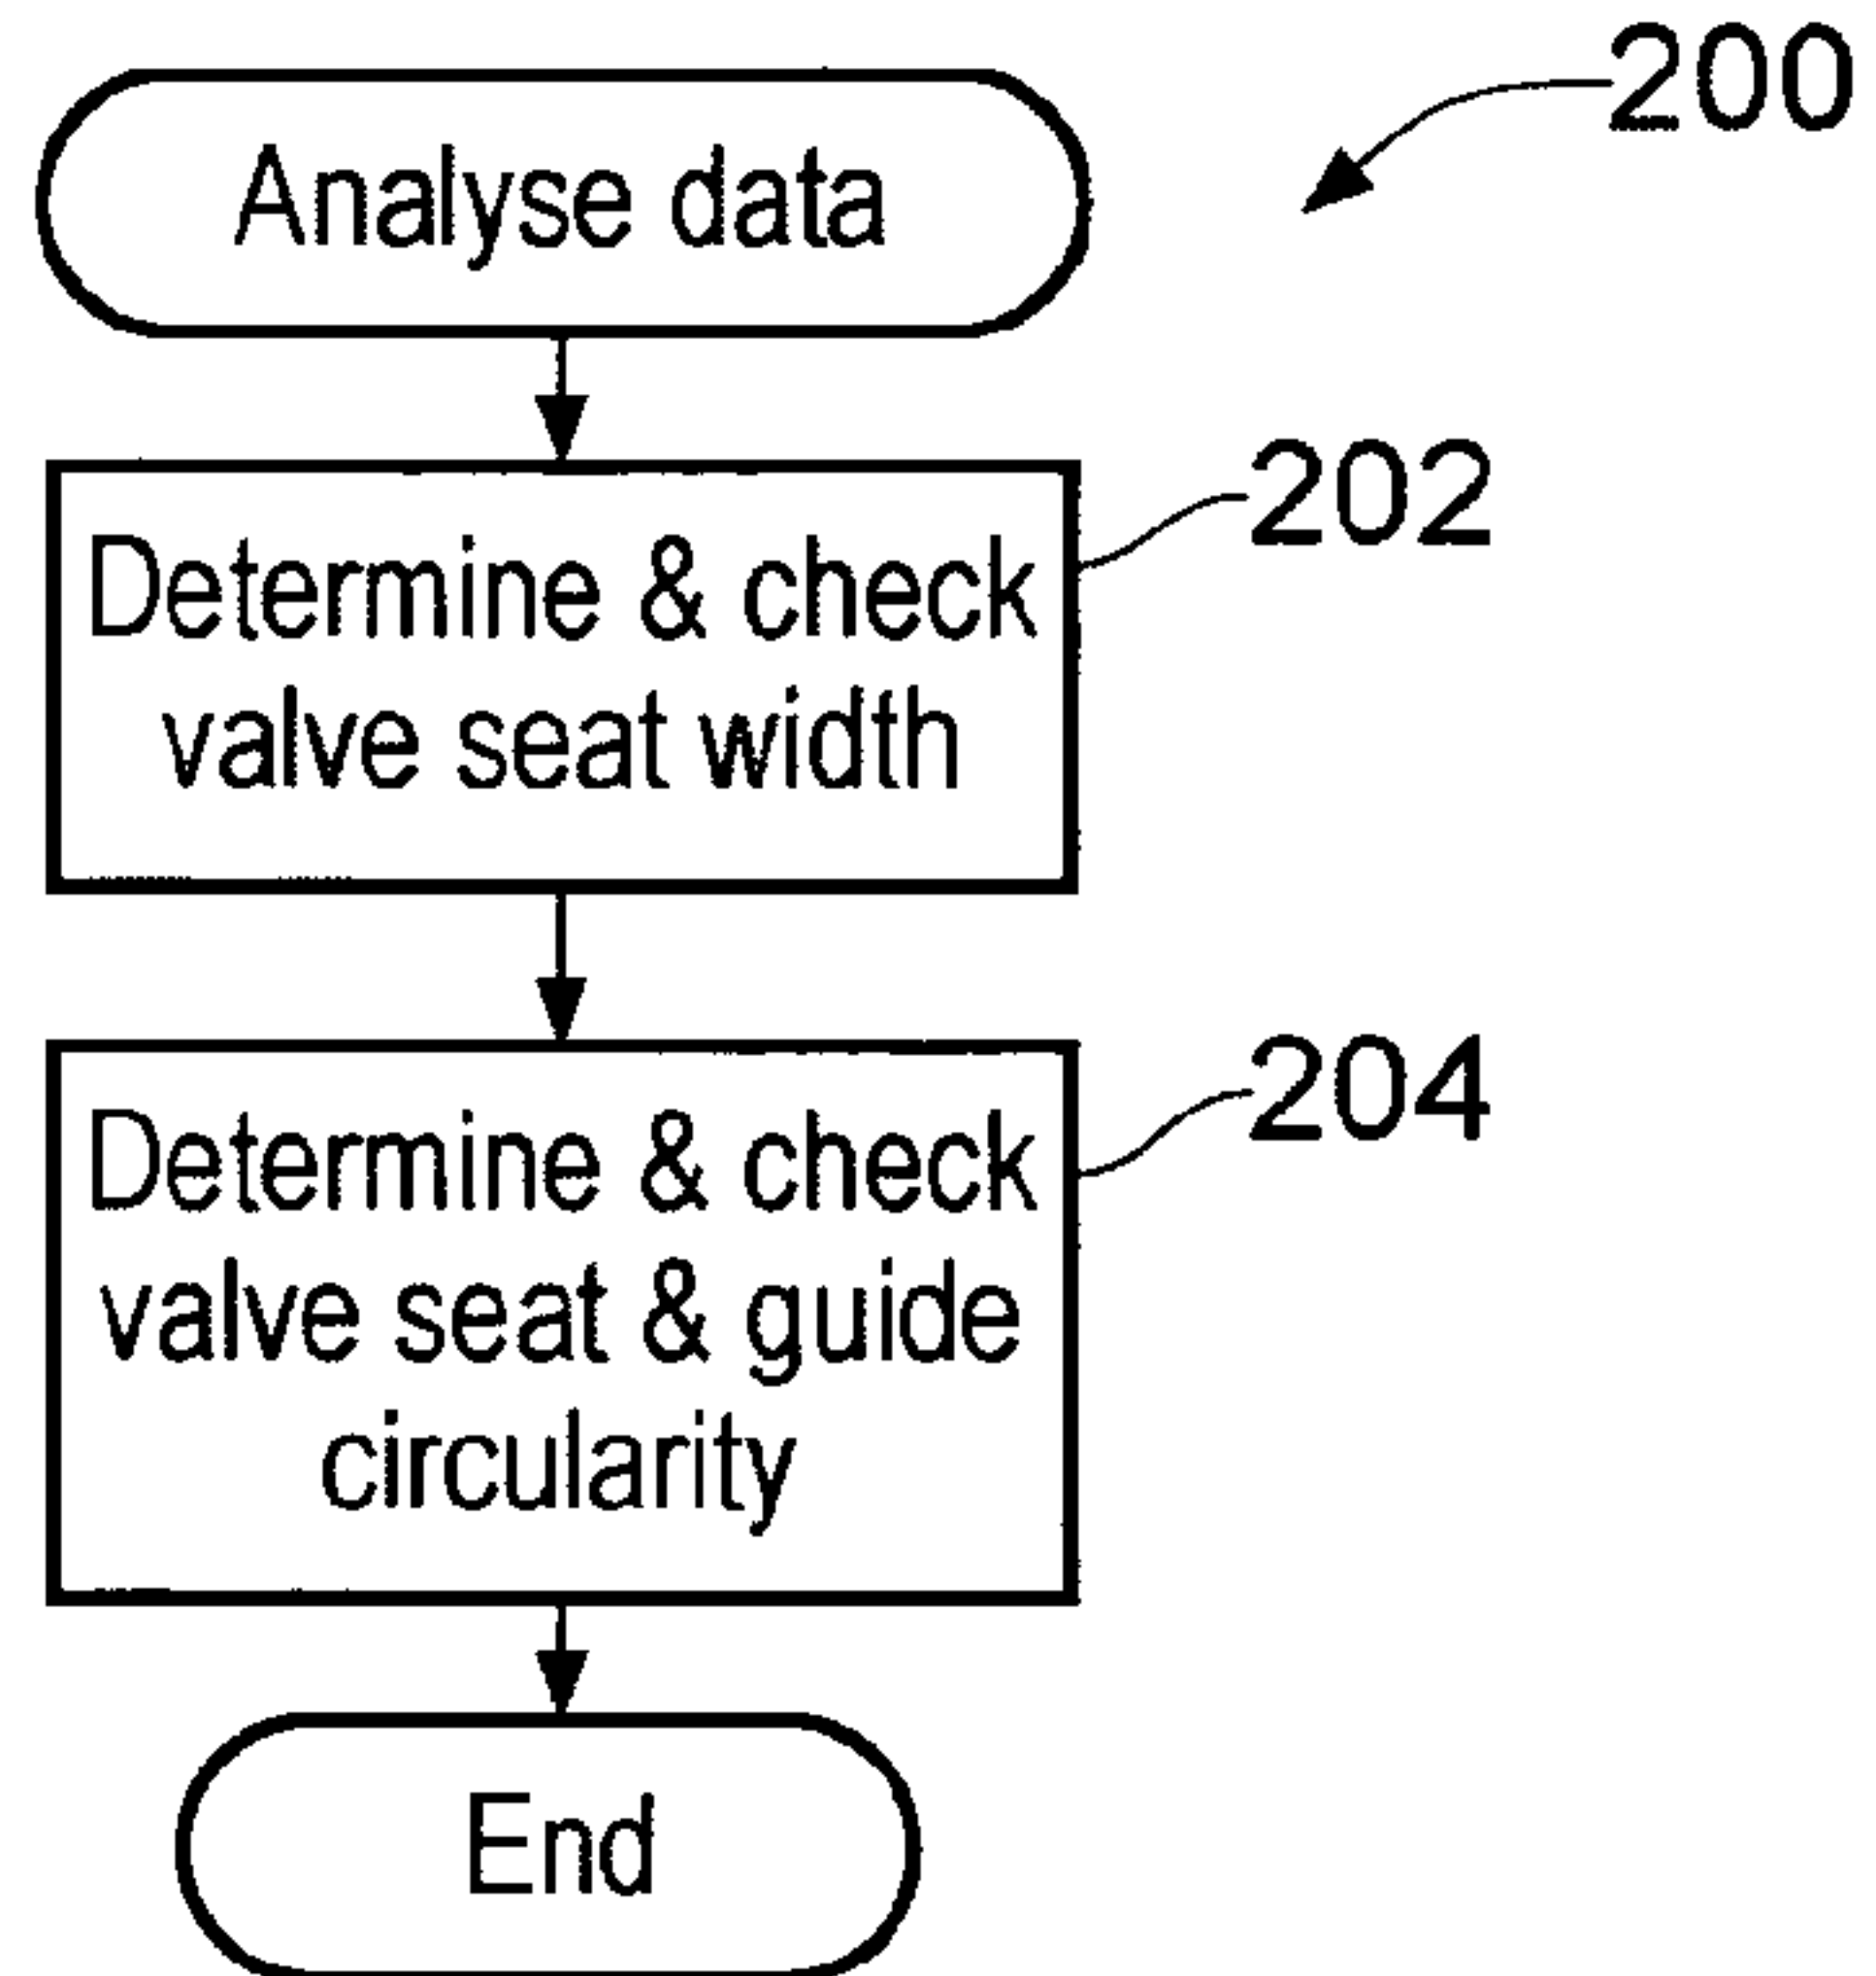 200
Analyse data
202
Determine & check
valve seat width
204
Determine & check
valve seat & guide
circularity
End